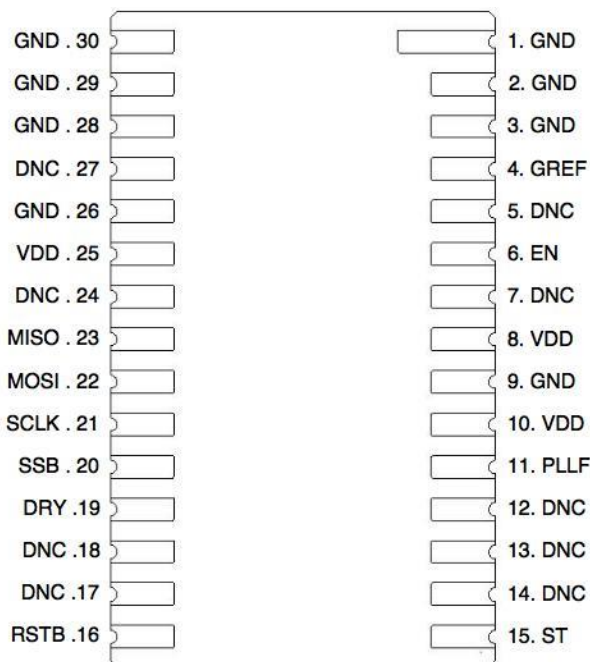 GND . 30 1. GND
GND . 29 2. GND
GND . 28 3. GND
DNC . 27 4. GREF
GND . 26 5. DNC
VDD . 25 6. EN
DNC . 24 7. DNC
MISO . 23 8. VDD
MOSI . 22 9. GND
SCLK . 21 10. VDD
SSB . 20 11. PLLF
DRY .19 12. DNC
DNC .18 13. DNC
DNC .17 14. DNC
RSTB .16 15. ST